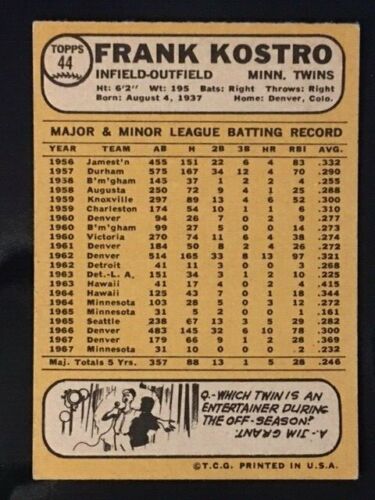 TOPPS
44
FRANK KOSTRO
INFIELD-OUTFIELD MINN. TWINS
Ht: 6'2" Wt: 195 Bats: Right Throws: Right
Born: August 4, 1937 Home: Denver, Colo.
MAJOR & MINOR LEAGUE BATTING RECORD
YEAR TEAM AB H 2B 3B HR RBI AVG.
1956 Jamest'n 455 151 22 6 4 83 .332
1957 Durham 575 167 34 12 4 70 .290
1958 B'm'gham 145 37 1 2 2 4 .255
1958 Augusta 250 72 9 4 1 25 .288
1959 Knoxville 297 89 13 4 6 52 .300
1959 Charleston 174 54 10 1 4 6 .310
1960 Denver 94 26 7 0 2 9 .277
1960 B'm'gham 99 27 5 0 0 14 .273
1960 Victoria 270 74 11 6 4 38 .274
1961 Denver 184 50 8 2 4 26 .272
1962 Denver 514 165 33 8 13 97 .321
1962 Detroit 41 11 3 0 0 3 .268
1963 Det.-L. A. 151 34 3 1 2 10 .225
1963 Hawaii 41 17 0 2 4 .415
1964 Hawaii 125 43 7 0 1 18 .344
1964 Minnesota 103 28 5 0 3 12 .272
1965 Minnesota 31 5 2 0 0 1 .161
1965 Seattle 238 67 13 3 5 29 .282
1966 Denver 483 145 32 6 10 78 .300
1967 Denver 179 66 9 1 2 28 .369
1967 Minnesota 31 10 0 0 0 2 .232
Maj. Totals 5 Yrs. 357 88 13 1 5 28 .246
Q.-WHICH TWIN IS AN
ENTERTAINER DURING
THE OFF-SEASON?
A.-JIM GRANT.
©T.C.G. PRINTED IN U.S.A.